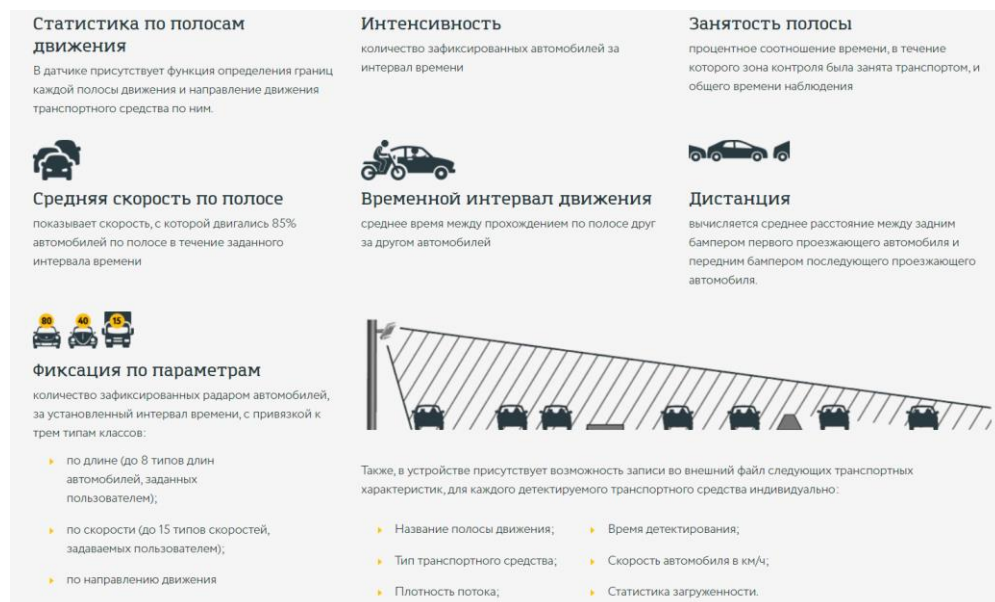 Статистика по полосам
движения
В датчике присутствует функция определения границ
каждой полосы движения и направление движения
транспортного средства по ним.
Интенсивность
количество зафиксированных автомобилей за
интервал времени
Занятость полосы
процентное соотношение времени, в течение
которого зона контроля была занята транспортом, и
общего времени наблюдения
Средняя скорость по полосе
показывает скорость, с которой двигались 85%
автомобилей по полосе в течение заданного
интервала времени
Временной интервал движения
среднее время между прохождением по полосе друг
за другом автомобилей
Дистанция
вычисляется среднее расстояние между задним
бампером первого проезжающего автомобиля и
передним бампером последующего проезжающего
автомобиля.
80 40 15
Фиксация по параметрам
количество зафиксированных радаром автомобилей,
за установленный интервал времени, с привязкой к
трем типам классов:
по длине (до 8 типов длин
автомобилей, заданных
пользователем);
по скорости (до 15 типов скоростей,
задаваемых пользователем);
по направлению движения
Также, в устройстве присутствует возможность записи во внешний файл следующих транспортных
характеристик, для каждого детектируемого транспортного средства индивидуально:
Название полосы движения;
Тип транспортного средства;
Плотность потока;
Время детектирования;
Скорость автомобиля в км/ч;
Статистика загруженности.